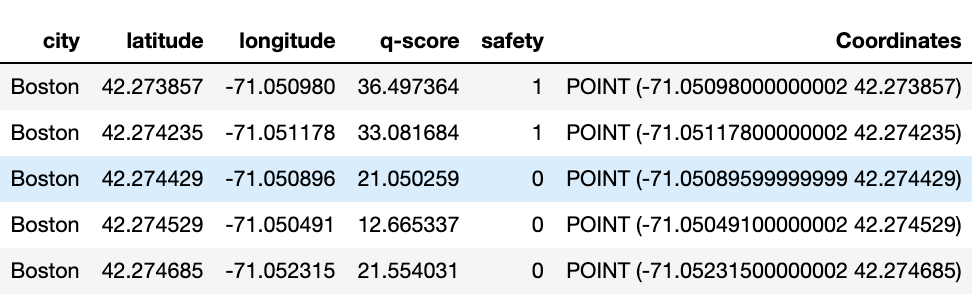 city latitude longitude q-score safety Coordinates
Boston 42.273857 -71.050980 36.497364 1 POINT (-71.05098000000002 42.273857)
Boston 42.274235 -71.051178 33.081684 1 POINT (-71.05117800000002 42.274235)
Boston 42.274429 -71.050896 21.050259 0 POINT (-71.05089599999999 42.274429)
Boston 42.274529 -71.050491 12.665337 0 POINT (-71.05049100000002 42.274529)
Boston 42.274685 -71.052315 21.554031 0 POINT (-71.05231500000002 42.274685)